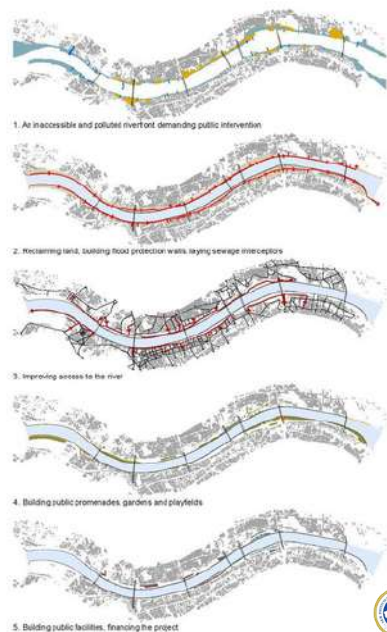 1. An inaccessible and polluted riverfront demanding public intervention
2. Reclaiming land, building flood protection walls, laying sewage interceptors
3. Improving access to the river
4. Building public promenades, gardens and playfields
5. Building public facilities, financing the project